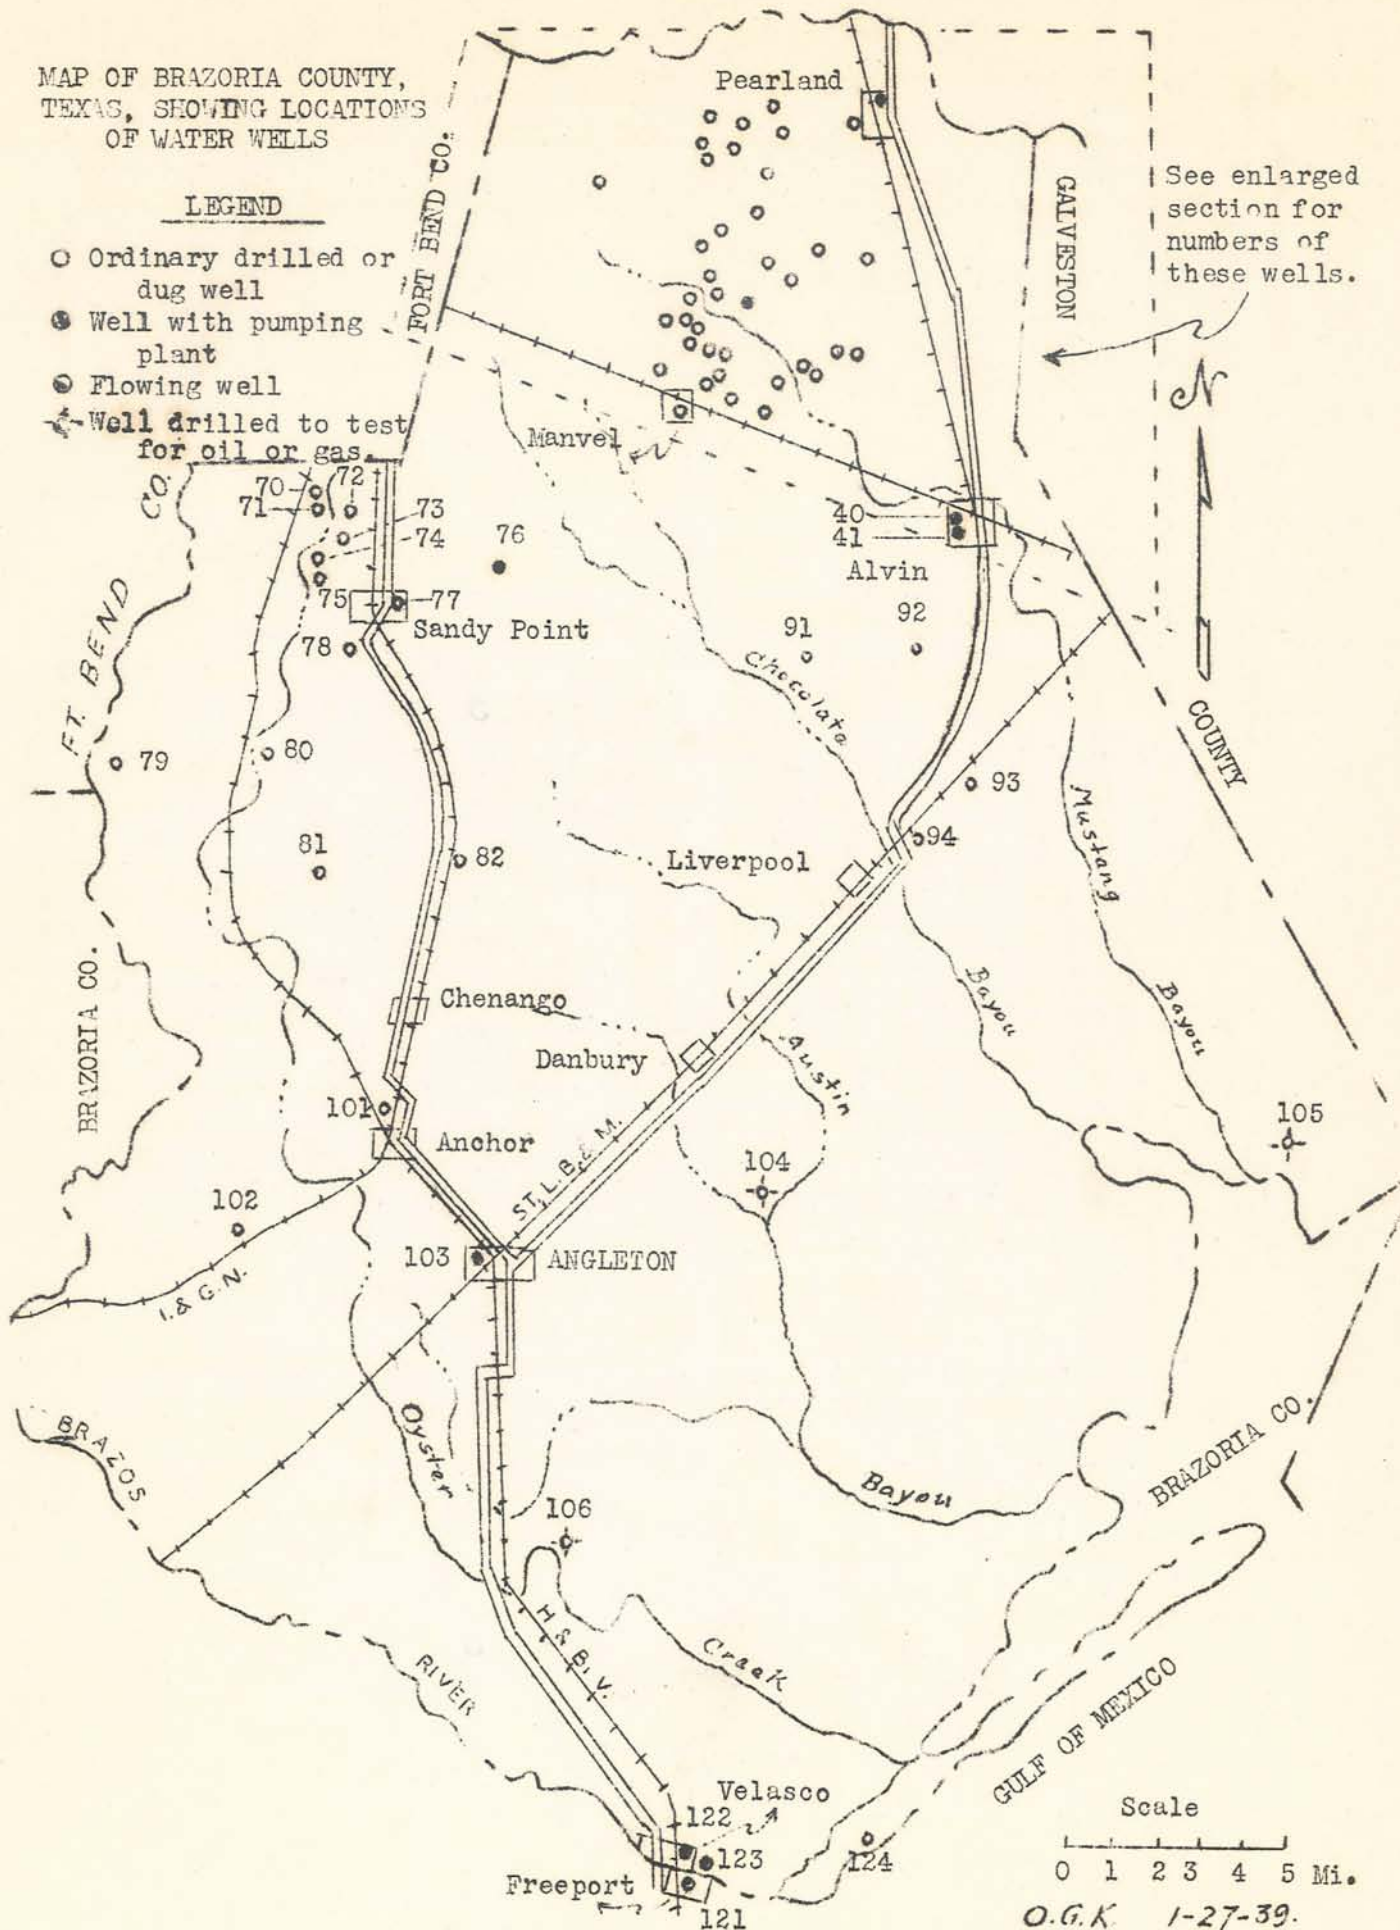 MAP OF BRAZORIA COUNTY,
TEXAS, SHOWING LOCATIONS
OF WATER WELLS
LEGEND
Ordinary drilled or
dug well
Well with pumping
plant
Flowing well
Well drilled to test
for oil or gas.
FORT BEND CO.
Pearland
GALVESTON
See enlarged
section for
numbers of
these wells.
N
Manvel
CO.
70
72
71
73
74
76
40
41
Alvin
75
77
Sandy Point
78
91
92
FT. BEND
Chocolate
COUNTY
79
80
93
Mustang
94
81
82
Liverpool
BRAZORIA CO.
Chenango
Bayou
Bayou
Danbury
Austin
101
Anchor
ST. L. B. & M.
105
104
102
103
ANGLETON
I. & G. N.
Oyster
BRAZOS
Bayou
BRAZORIA CO.
106
H & B. V.
Creek
RIVER
GULF OF MEXICO
Velasco
122
Scale
123
124
0 1 2 3 4 5 Mi.
Freeport
121
O.G.K. 1-27-39.